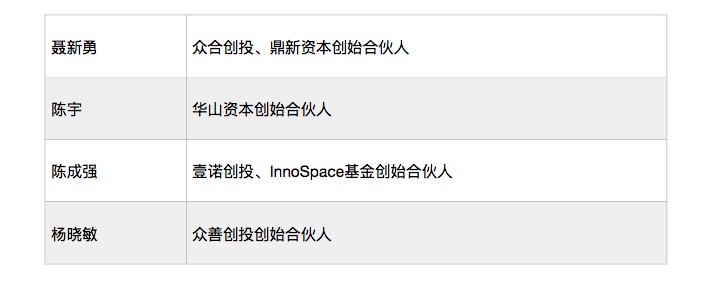 聂新勇 众合创投、鼎新资本创始合伙人
陈宇 华山资本创始合伙人
陈成强 壹诺创投、InnoSpace基金创始合伙人
杨晓敏 众善创投创始合伙人